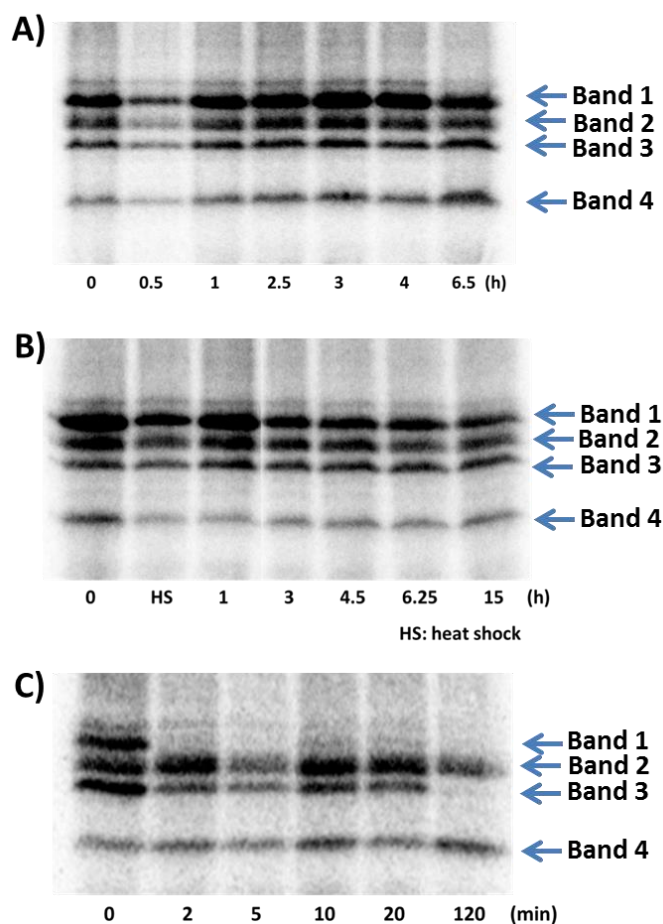 A)
Band 1
Band 2
Band 3
Band 4
0 0.5 1 2.5 3 4 6.5 (h)
B)
Band 1
Band 2
Band 3
Band 4
0 HS 1 3 4.5 6.25 15 (h)
HS: heat shock
C)
Band 1
Band 2
Band 3
Band 4
0 2 5 10 20 120 (min)